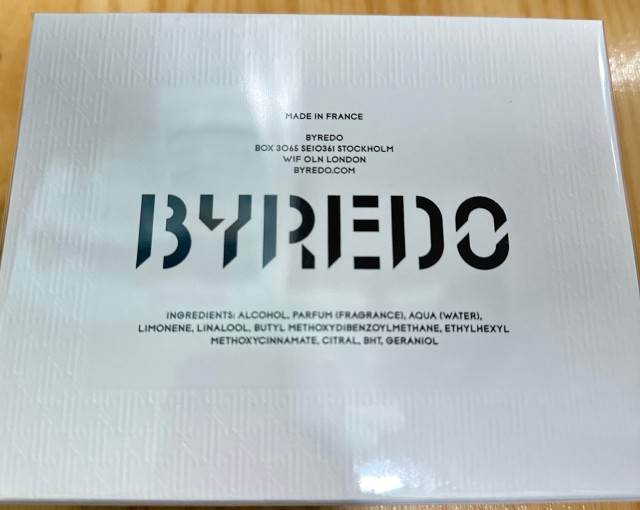 MADE IN FRANCE
BYREDO
BOX 3065 SE10361 STOCKHOLM
W1F 0LN LONDON
BYREDO.COM
BYREDO
INGREDIENTS: ALCOHOL, PARFUM (FRAGRANCE), AQUA (WATER),
LIMONENE, LINALOOL, BUTYL METHOXYDIBENZOYLMETHANE, ETHYLHEXYL
METHOXYCINNAMATE, CITRAL, BHT, GERANIOL